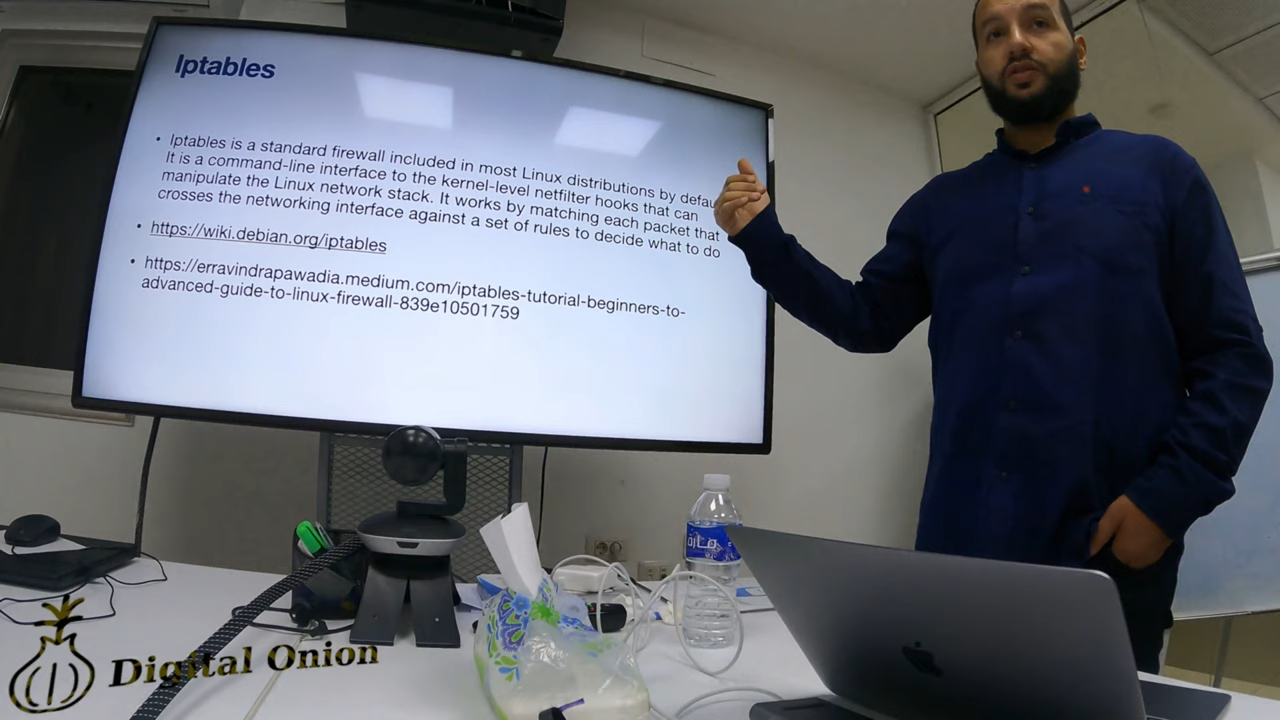 Iptables
• Iptables is a standard firewall included in most Linux distributions by
It is a command-line interface to the kernel-level netfilter hooks that can
manipulate the Linux network stack. It works by matching each packet that
crosses the networking interface against a set of rules to decide what to do
• https://wiki.debian.org/iptables
• https://erravindrapawadia.medium.com/iptables-tutorial-beginners-to-
advanced-guide-to-linux-firewall-839e10501759
Digital Onion